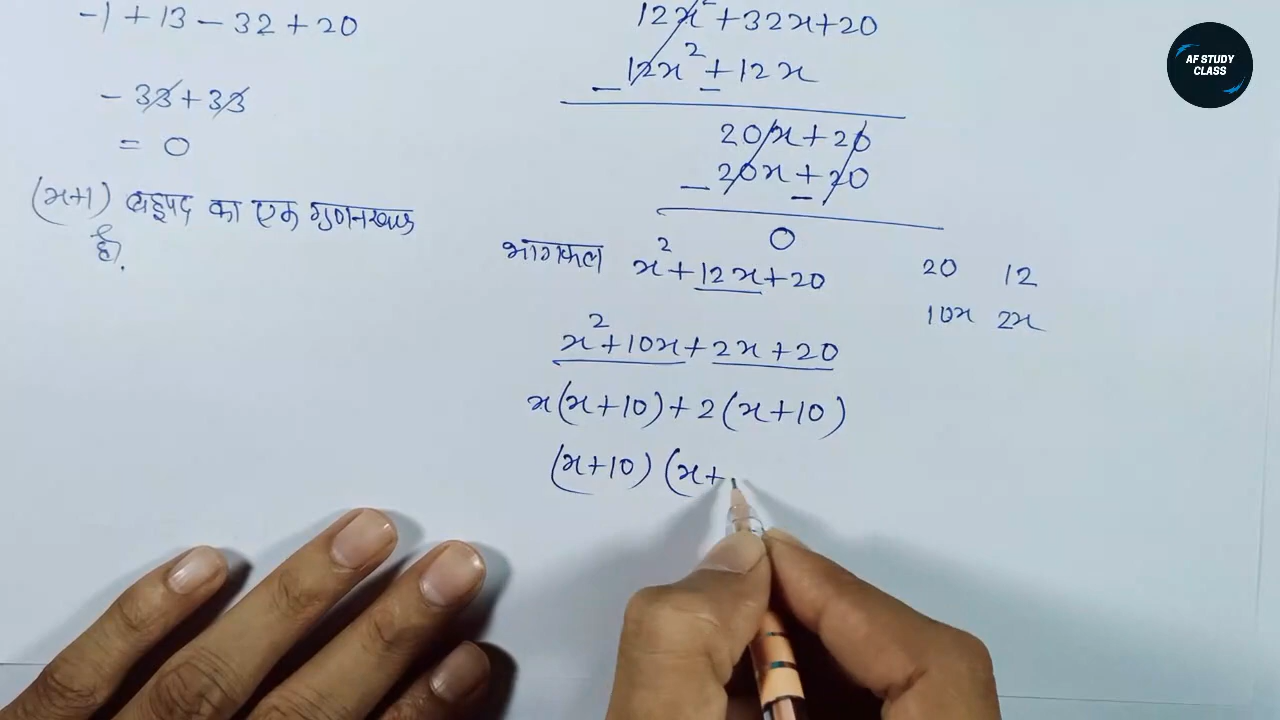 -1 + 13 - 32 + 20
- 33 + 33
= 0
(x+1) बहुपद का एक गुणनखण्ड
है।
12x² + 32x + 20
12x² + 12x
20x + 20
20x + 20
0
भागफल x² + 12x + 20
20 12
10x 2x
x² + 10x + 2x + 20
x(x+10) + 2(x+10)
(x+10) (x+
AF STUDY
CLASS